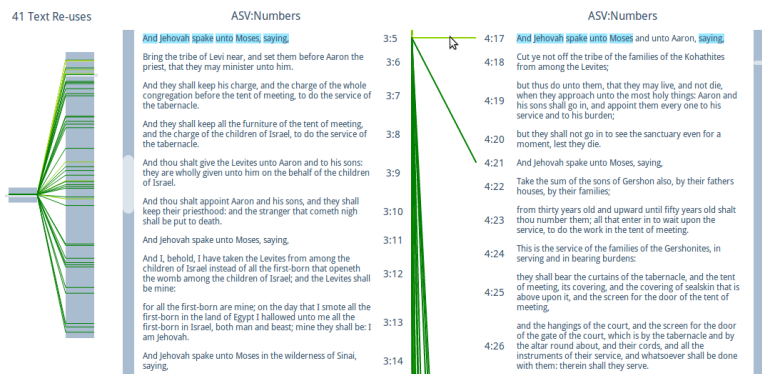 41 Text Re-uses
ASV:Numbers
And Jehovah spake unto Moses, saying,
3:5
Bring the tribe of Levi near, and set them before Aaron the
priest, that they may minister unto him.
3:6
And they shall keep his charge, and the charge of the whole
congregation before the tent of meeting, to do the service of
the tabernacle.
3:7
And they shall keep all the furniture of the tent of meeting,
and the charge of the children of Israel, to do the service of
the tabernacle.
3:8
And thou shalt give the Levites unto Aaron and to his sons:
they are wholly given unto him on the behalf of the children
of Israel.
3:9
And thou shalt appoint Aaron and his sons, and they shall
keep their priesthood: and the stranger that cometh nigh
shall be put to death.
3:10
And Jehovah spake unto Moses, saying,
3:11
And I, behold, I have taken the Levites from among the
children of Israel instead of all the first-born that openeth
the womb among the children of Israel; and the Levites shall
be mine:
3:12
for all the first-born are mine; on the day that I smote all the
first-born in the land of Egypt I hallowed unto me all the
first-born in Israel, both man and beast; mine they shall be: I
am Jehovah.
3:13
And Jehovah spake unto Moses in the wilderness of Sinai,
saying,
3:14
ASV:Numbers
4:17
And Jehovah spake unto Moses and unto Aaron, saying,
4:18
Cut ye not off the tribe of the families of the Kohathites
from among the Levites;
4:19
but thus do unto them, that they may live, and not die,
when they approach unto the most holy things: Aaron and
his sons shall go in, and appoint them every one to his
service and to his burden;
4:20
but they shall not go in to see the sanctuary even for a
moment, lest they die.
4:21
And Jehovah spake unto Moses, saying,
4:22
Take the sum of the sons of Gershon also, by their fathers
houses, by their families;
4:23
from thirty years old and upward until fifty years old shalt
thou number them; all that enter in to wait upon the
service, to do the work in the tent of meeting.
4:24
This is the service of the families of the Gershonites, in
serving and in bearing burdens:
4:25
they shall bear the curtains of the tabernacle, and the tent
of meeting, its covering, and the covering of sealskin that is
above upon it, and the screen for the door of the tent of
meeting,
4:26
and the hangings of the court, and the screen for the door
of the gate of the court, which is by the tabernacle and by
the altar round about, and their cords, and all the
instruments of their service, and whatsoever shall be done
with them: therein shall they serve.